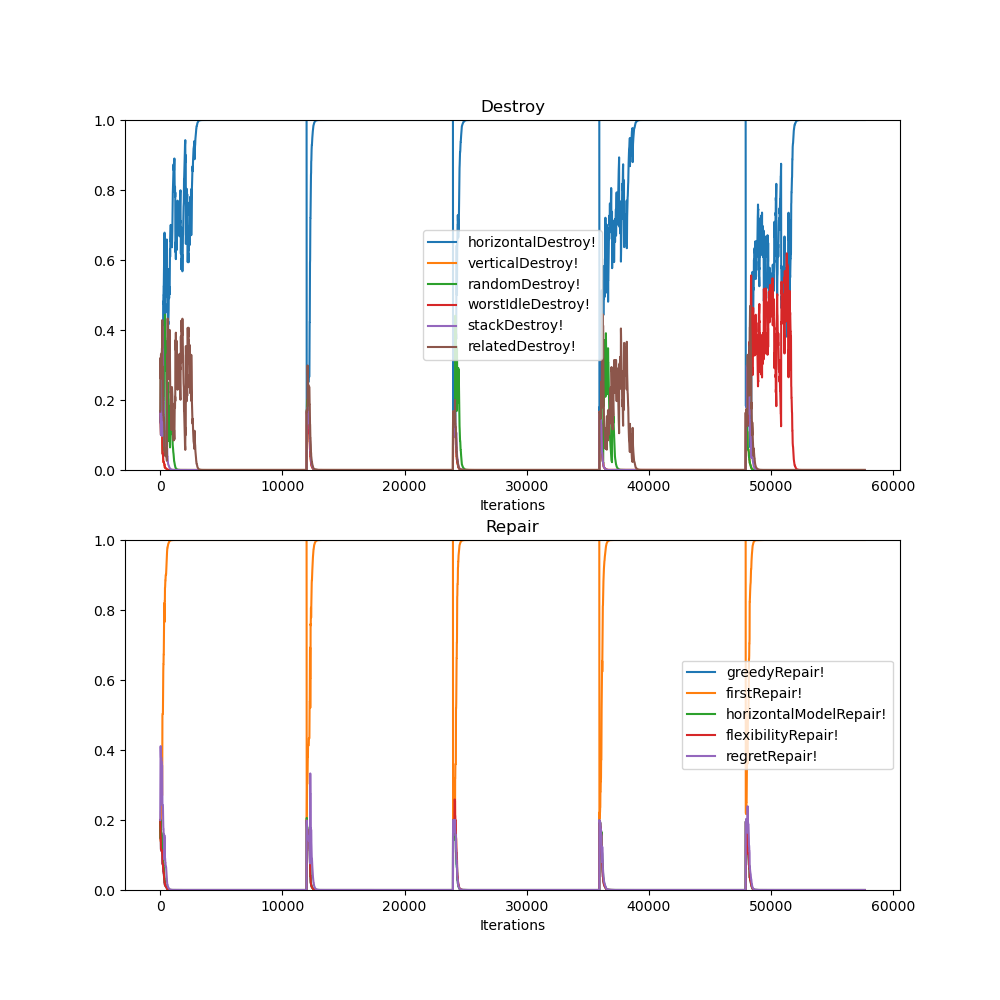 Destroy
1.0
0.8
0.6
0.4
0.2
0.0
horizontalDestroy!
verticalDestroy!
randomDestroy!
worstIdleDestroy!
stackDestroy!
relatedDestroy!
0 10000 20000 30000 40000 50000 60000
Iterations
Repair
1.0
0.8
0.6
0.4
0.2
0.0
greedyRepair!
firstRepair!
horizontalModelRepair!
flexibilityRepair!
regretRepair!
0 10000 20000 30000 40000 50000 60000
Iterations